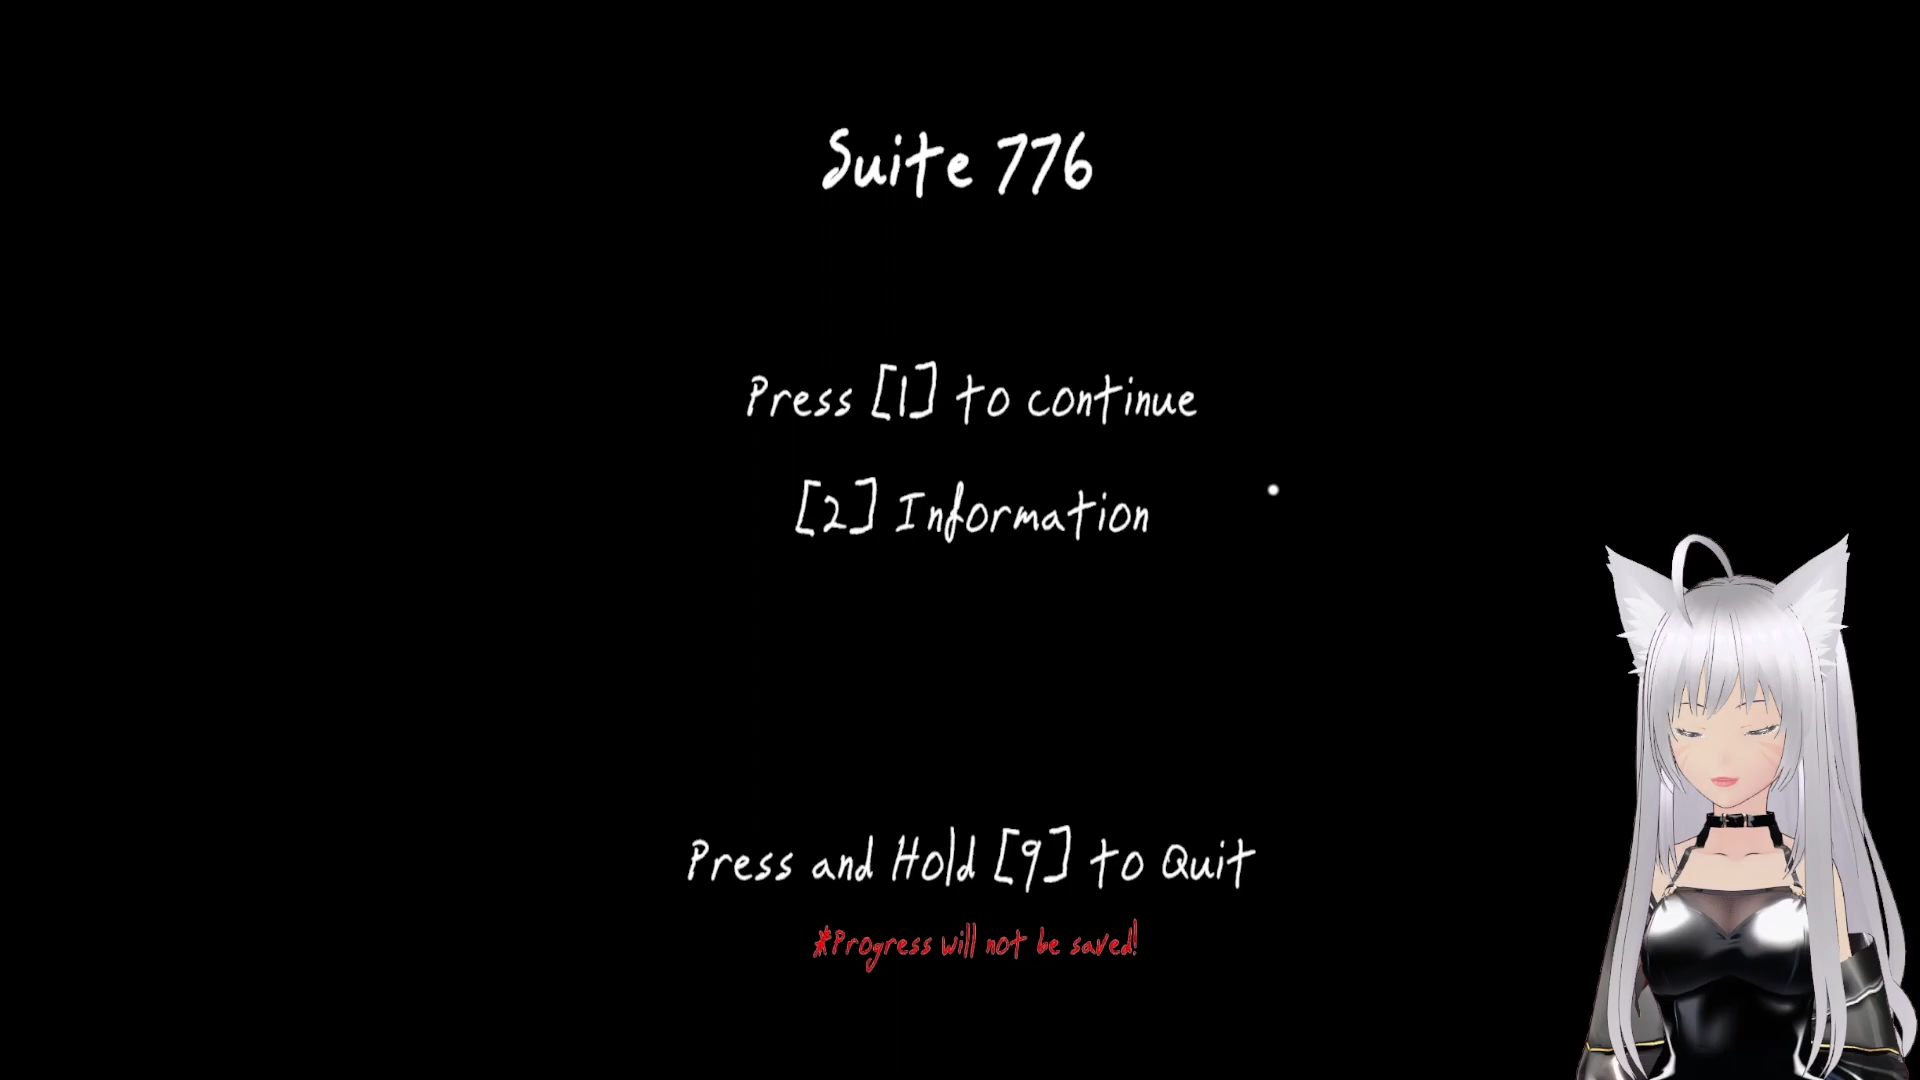 Suite 776
Press [1] to continue
[2] Information
Press and Hold [9] to Quit
*Progress will not be saved!